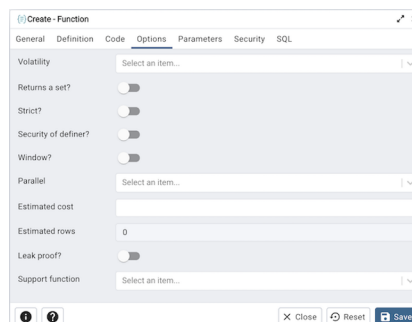 Create - Function
General Definition Code Options Parameters Security SQL
Volatility Select an item...
Returns a set?
Strict?
Security of definer?
Window?
Parallel Select an item...
Estimated cost
Estimated rows 0
Leak proof?
Support function Select an item...
Close Reset Save